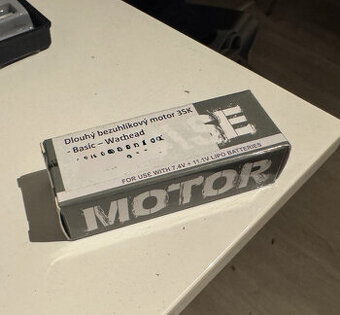 Dlouhý bezuhlíkový motor 35K
- Basic – Warhead
FOR USE WITH 7.4V + 11.1V LIPO BATTERIES
MOTOR